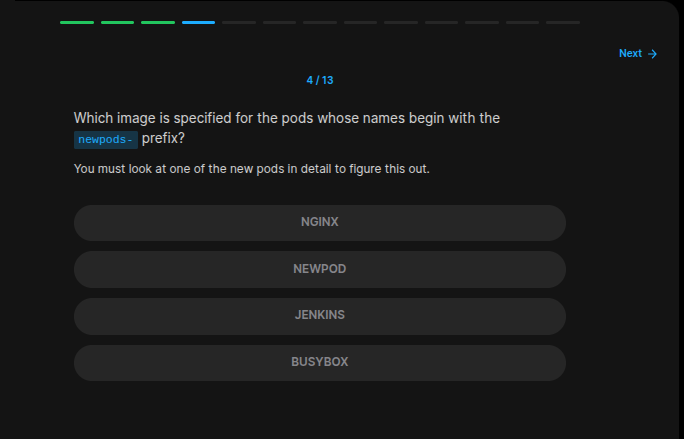 Next →
4 / 13
Which image is specified for the pods whose names begin with the
newpods- prefix?
You must look at one of the new pods in detail to figure this out.
NGINX
NEWPOD
JENKINS
BUSYBOX